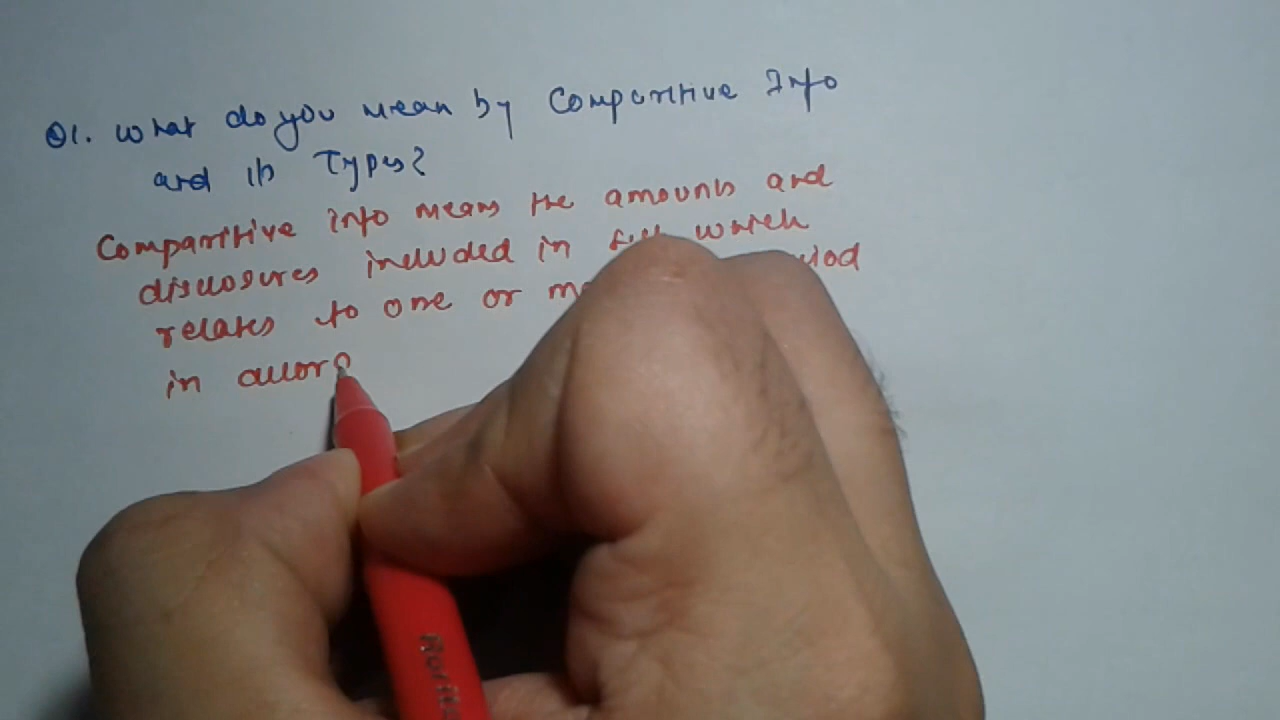 Q1. What do you mean by Comparitive Info
and its Types?
Comparitive info means the amounts and
disclosures included in which
relates to one or
in accor